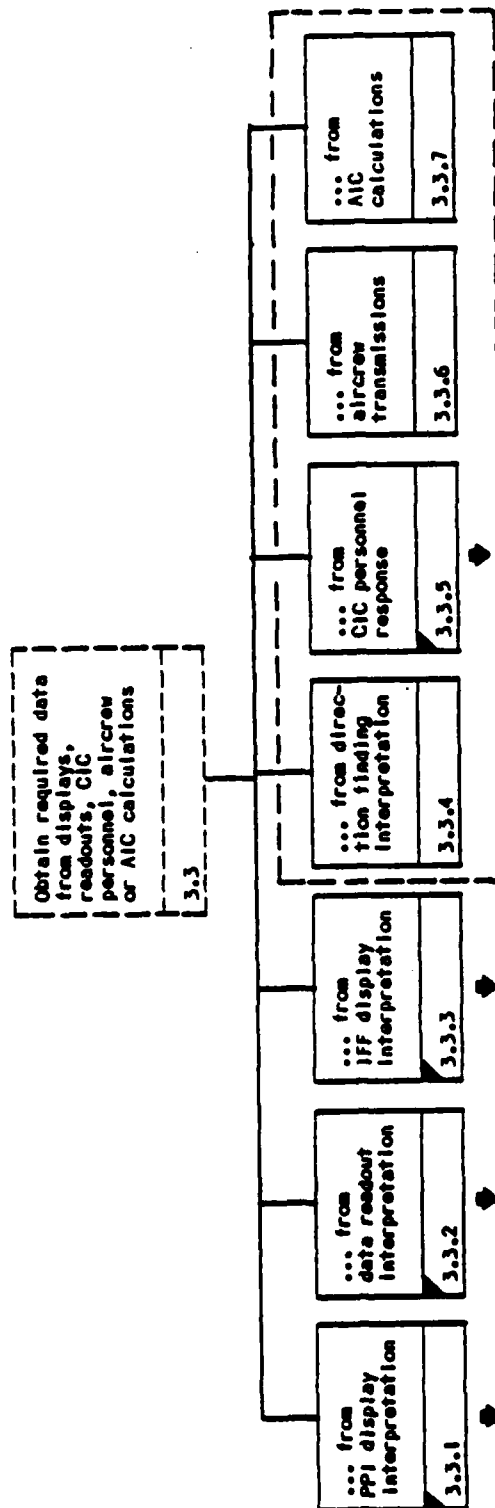 Obtain required data
from displays,
readouts, CIC
personnel, aircrew
or AIC calculations
3.3
... from
PPI display
interpretation
3.3.1
... from
data readout
interpretation
3.3.2
... from
IFF display
interpretation
3.3.3
... from direc-
tion finding
interpretation
3.3.4
... from
CIC personnel
response
3.3.5
... from
aircrew
transmissions
3.3.6
... from
AIC
calculations
3.3.7